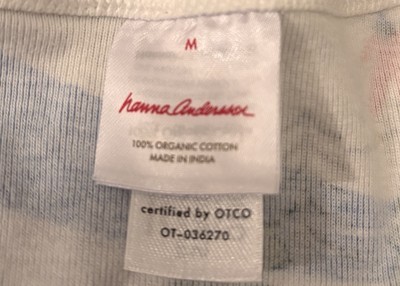 M
hanna andersson
100% ORGANIC COTTON
MADE IN INDIA
certified by OTCO
OT-036270